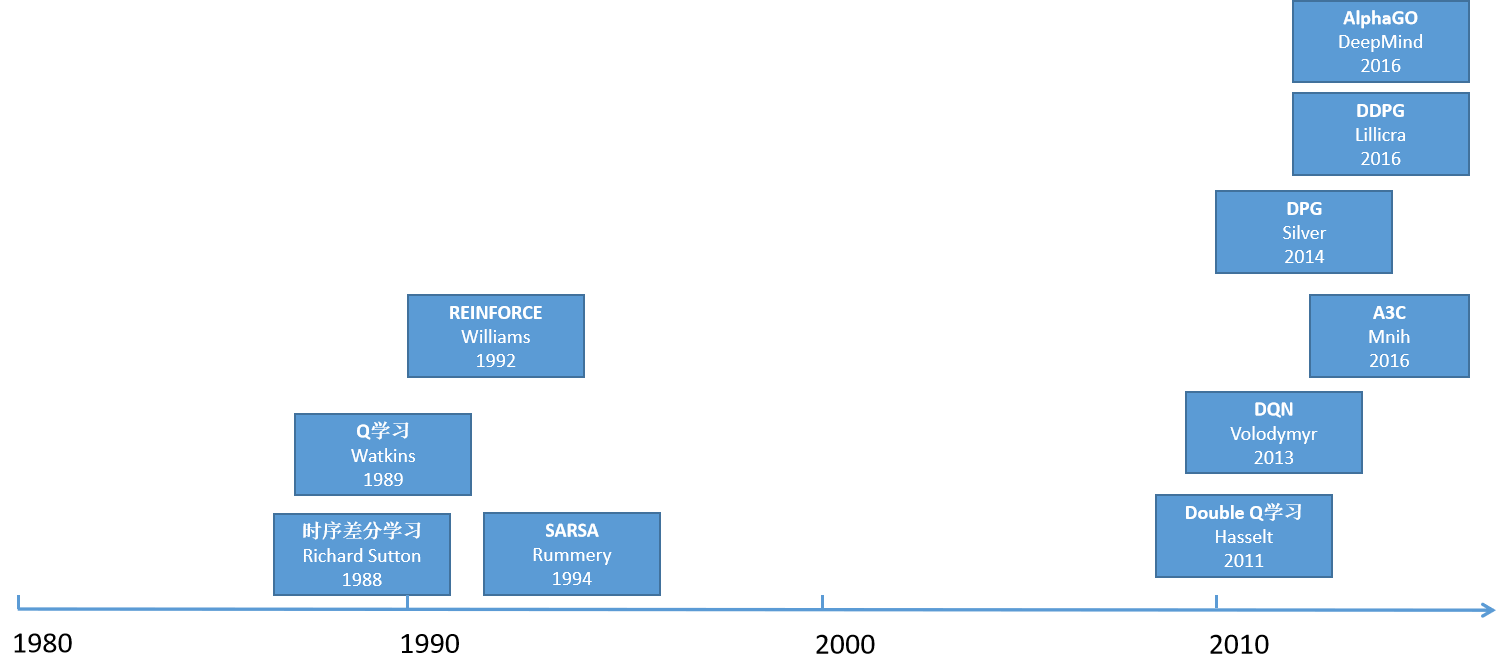 AlphaGO
DeepMind
2016
DDPG
Lillicra
2016
DPG
Silver
2014
REINFORCE
Williams
1992
A3C
Mnih
2016
DQN
Volodymyr
2013
Q学习
Watkins
1989
Double Q学习
Hasselt
2011
时序差分学习
Richard Sutton
1988
SARSA
Rummery
1994
1980
1990
2000
2010